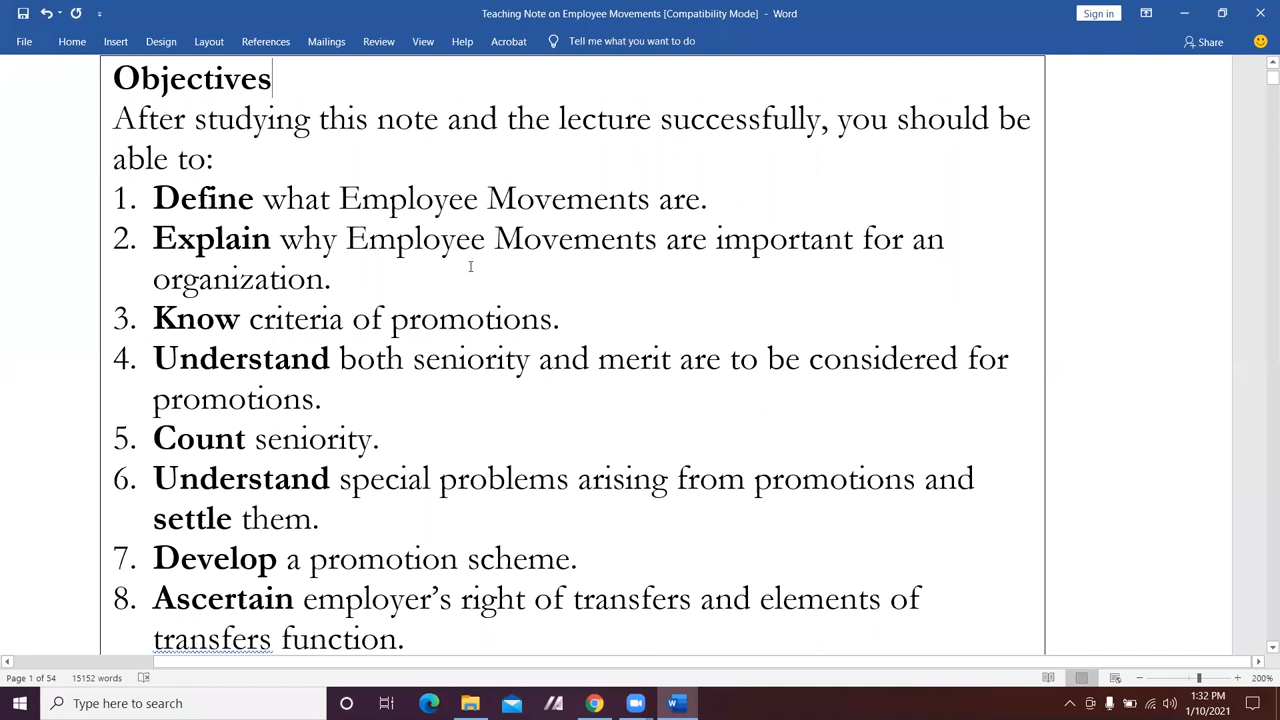 Teaching Note on Employee Movements [Compatibility Mode] - Word
Sign in
File Home Insert Design Layout References Mailings Review View Help Acrobat Tell me what you want to do Share
Objectives
After studying this note and the lecture successfully, you should be
able to:
1. Define what Employee Movements are.
2. Explain why Employee Movements are important for an
organization.
3. Know criteria of promotions.
4. Understand both seniority and merit are to be considered for
promotions.
5. Count seniority.
6. Understand special problems arising from promotions and
settle them.
7. Develop a promotion scheme.
8. Ascertain employer's right of transfers and elements of
transfers function.
Page 1 of 54 15152 words 200%
Type here to search
1:32 PM
1/10/2021